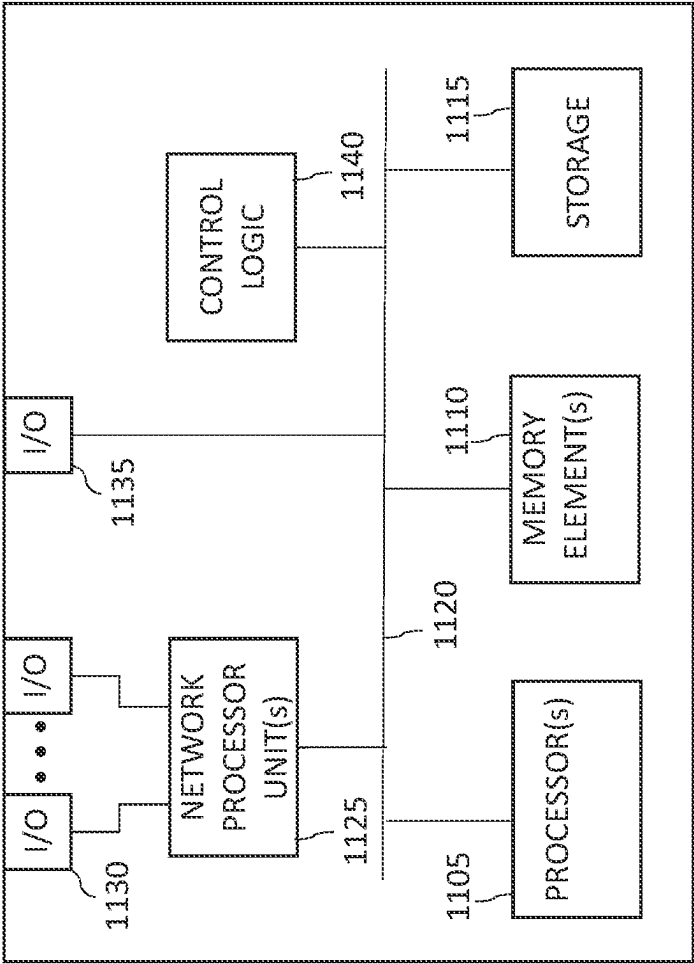 I/O
I/O
I/O
1130
1135
NETWORK
PROCESSOR
UNIT(s)
1125
CONTROL
LOGIC
1140
1120
1105
PROCESSOR(s)
1110
MEMORY
ELEMENT(s)
1115
STORAGE